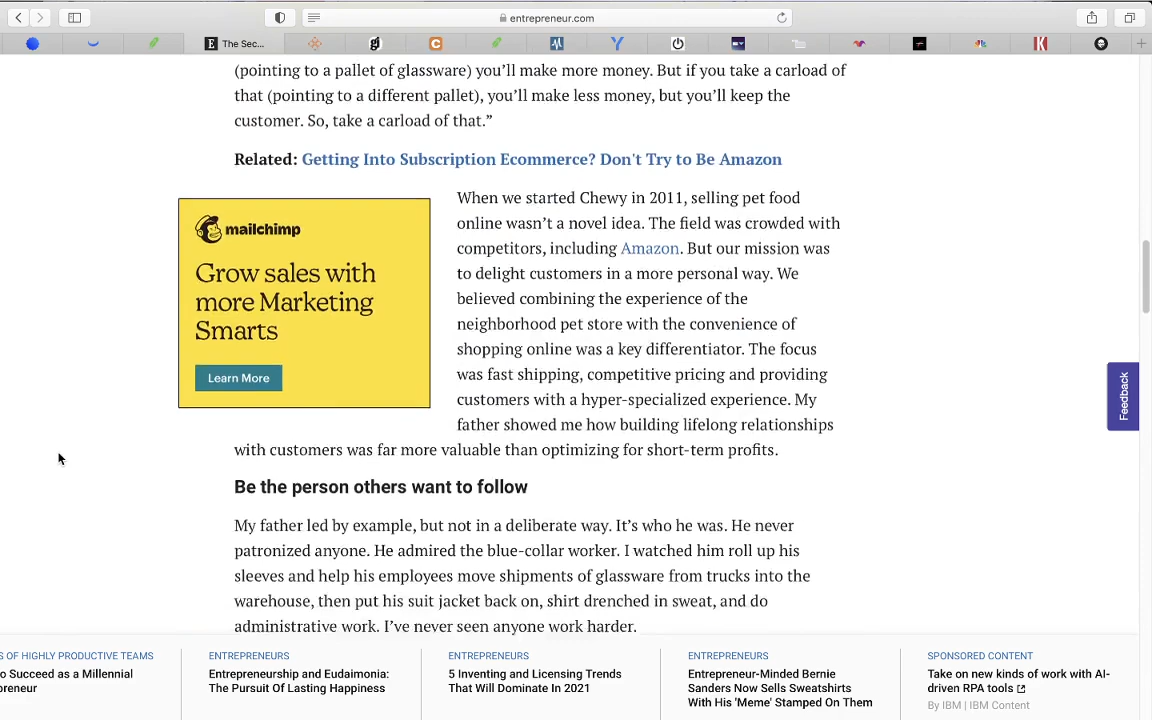 entrepreneur.com
The Sec...
(pointing to a pallet of glassware) you’ll make more money. But if you take a carload of
that (pointing to a different pallet), you’ll make less money, but you’ll keep the
customer. So, take a carload of that.”
Related: Getting Into Subscription Ecommerce? Don't Try to Be Amazon
mailchimp
Grow sales with
more Marketing
Smarts
Learn More
When we started Chewy in 2011, selling pet food
online wasn’t a novel idea. The field was crowded with
competitors, including Amazon. But our mission was
to delight customers in a more personal way. We
believed combining the experience of the
neighborhood pet store with the convenience of
shopping online was a key differentiator. The focus
was fast shipping, competitive pricing and providing
customers with a hyper-specialized experience. My
father showed me how building lifelong relationships
with customers was far more valuable than optimizing for short-term profits.
Feedback
Be the person others want to follow
My father led by example, but not in a deliberate way. It’s who he was. He never
patronized anyone. He admired the blue-collar worker. I watched him roll up his
sleeves and help his employees move shipments of glassware from trucks into the
warehouse, then put his suit jacket back on, shirt drenched in sweat, and do
administrative work. I’ve never seen anyone work harder.
S OF HIGHLY PRODUCTIVE TEAMS
o Succeed as a Millennial
preneur
ENTREPRENEURS
Entrepreneurship and Eudaimonia:
The Pursuit Of Lasting Happiness
ENTREPRENEURS
5 Inventing and Licensing Trends
That Will Dominate In 2021
ENTREPRENEURS
Entrepreneur-Minded Bernie
Sanders Now Sells Sweatshirts
With His 'Meme' Stamped On Them
SPONSORED CONTENT
Take on new kinds of work with AI-
driven RPA tools
By IBM | IBM Content